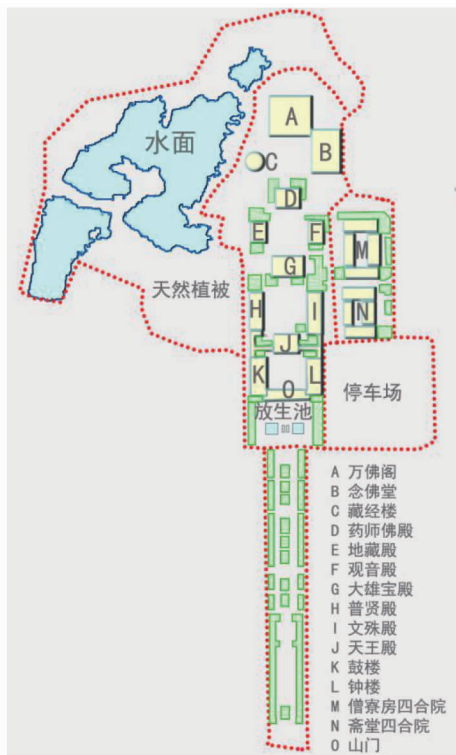 水面
A
B
C
D
E
F
M
G
天然植被
H
I
N
J
K
L
停车场
O
放生池
A 万佛阁
B 念佛堂
C 藏经楼
D 药师佛殿
E 地藏殿
F 观音殿
G 大雄宝殿
H 普贤殿
I 文殊殿
J 天王殿
K 鼓楼
L 钟楼
M 僧寮房四合院
N 斋堂四合院
O 山门